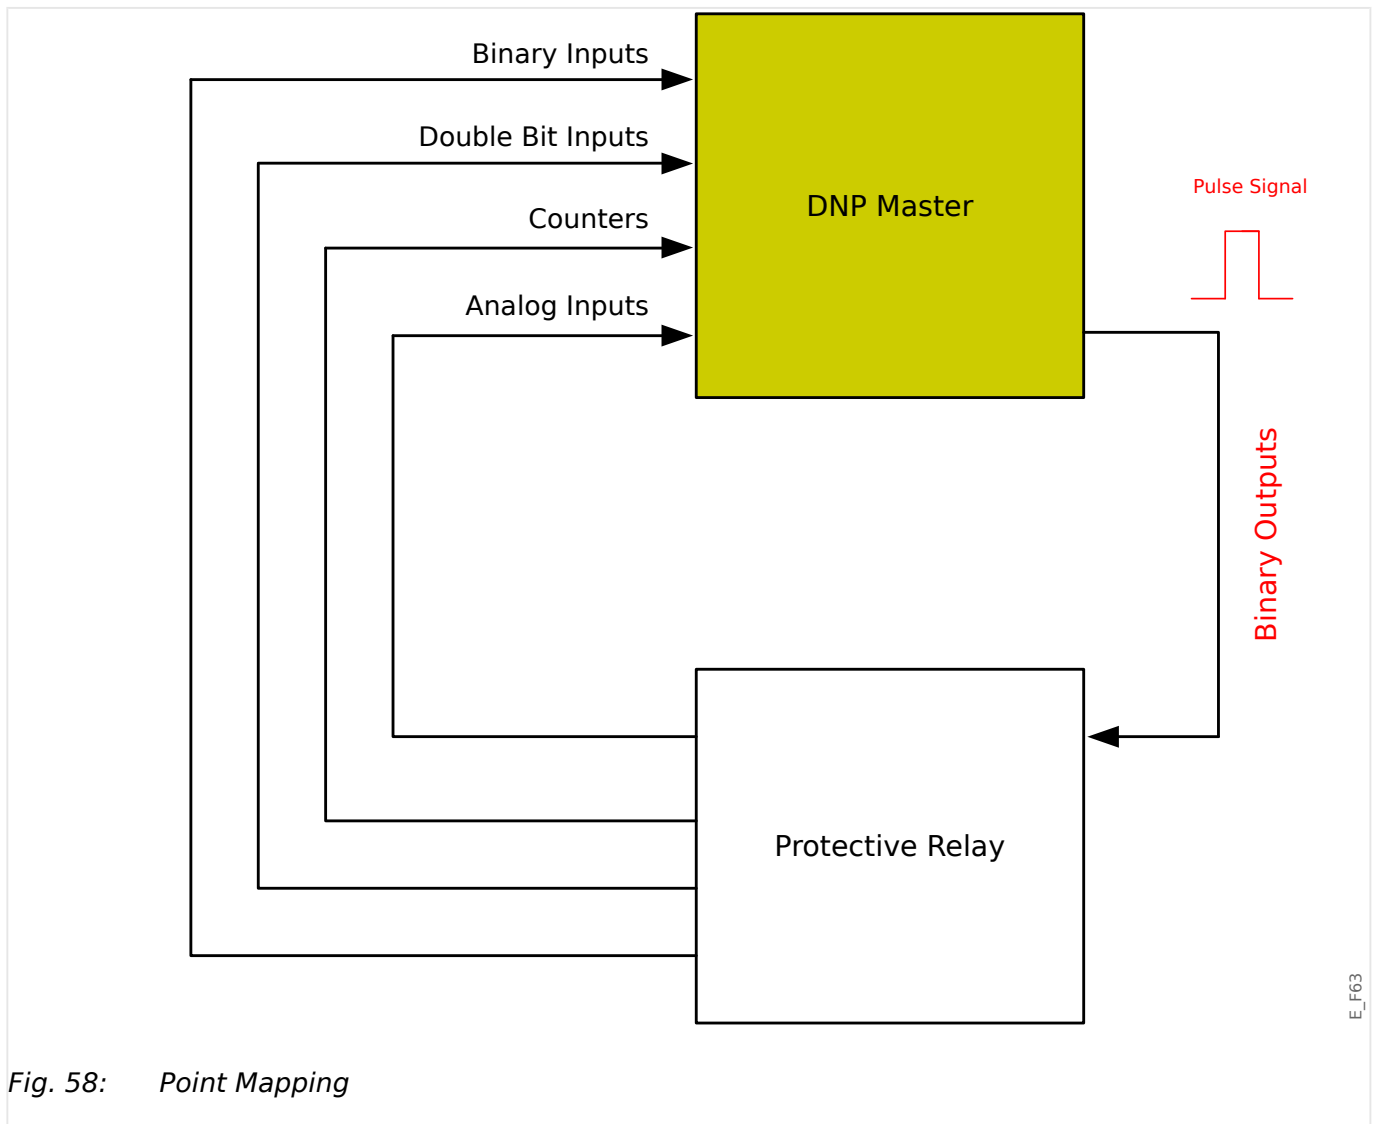 Binary Inputs
Double Bit Inputs
Counters
Analog Inputs
DNP Master
Pulse Signal
Binary Outputs
Protective Relay
E_F63
Fig. 58: Point Mapping